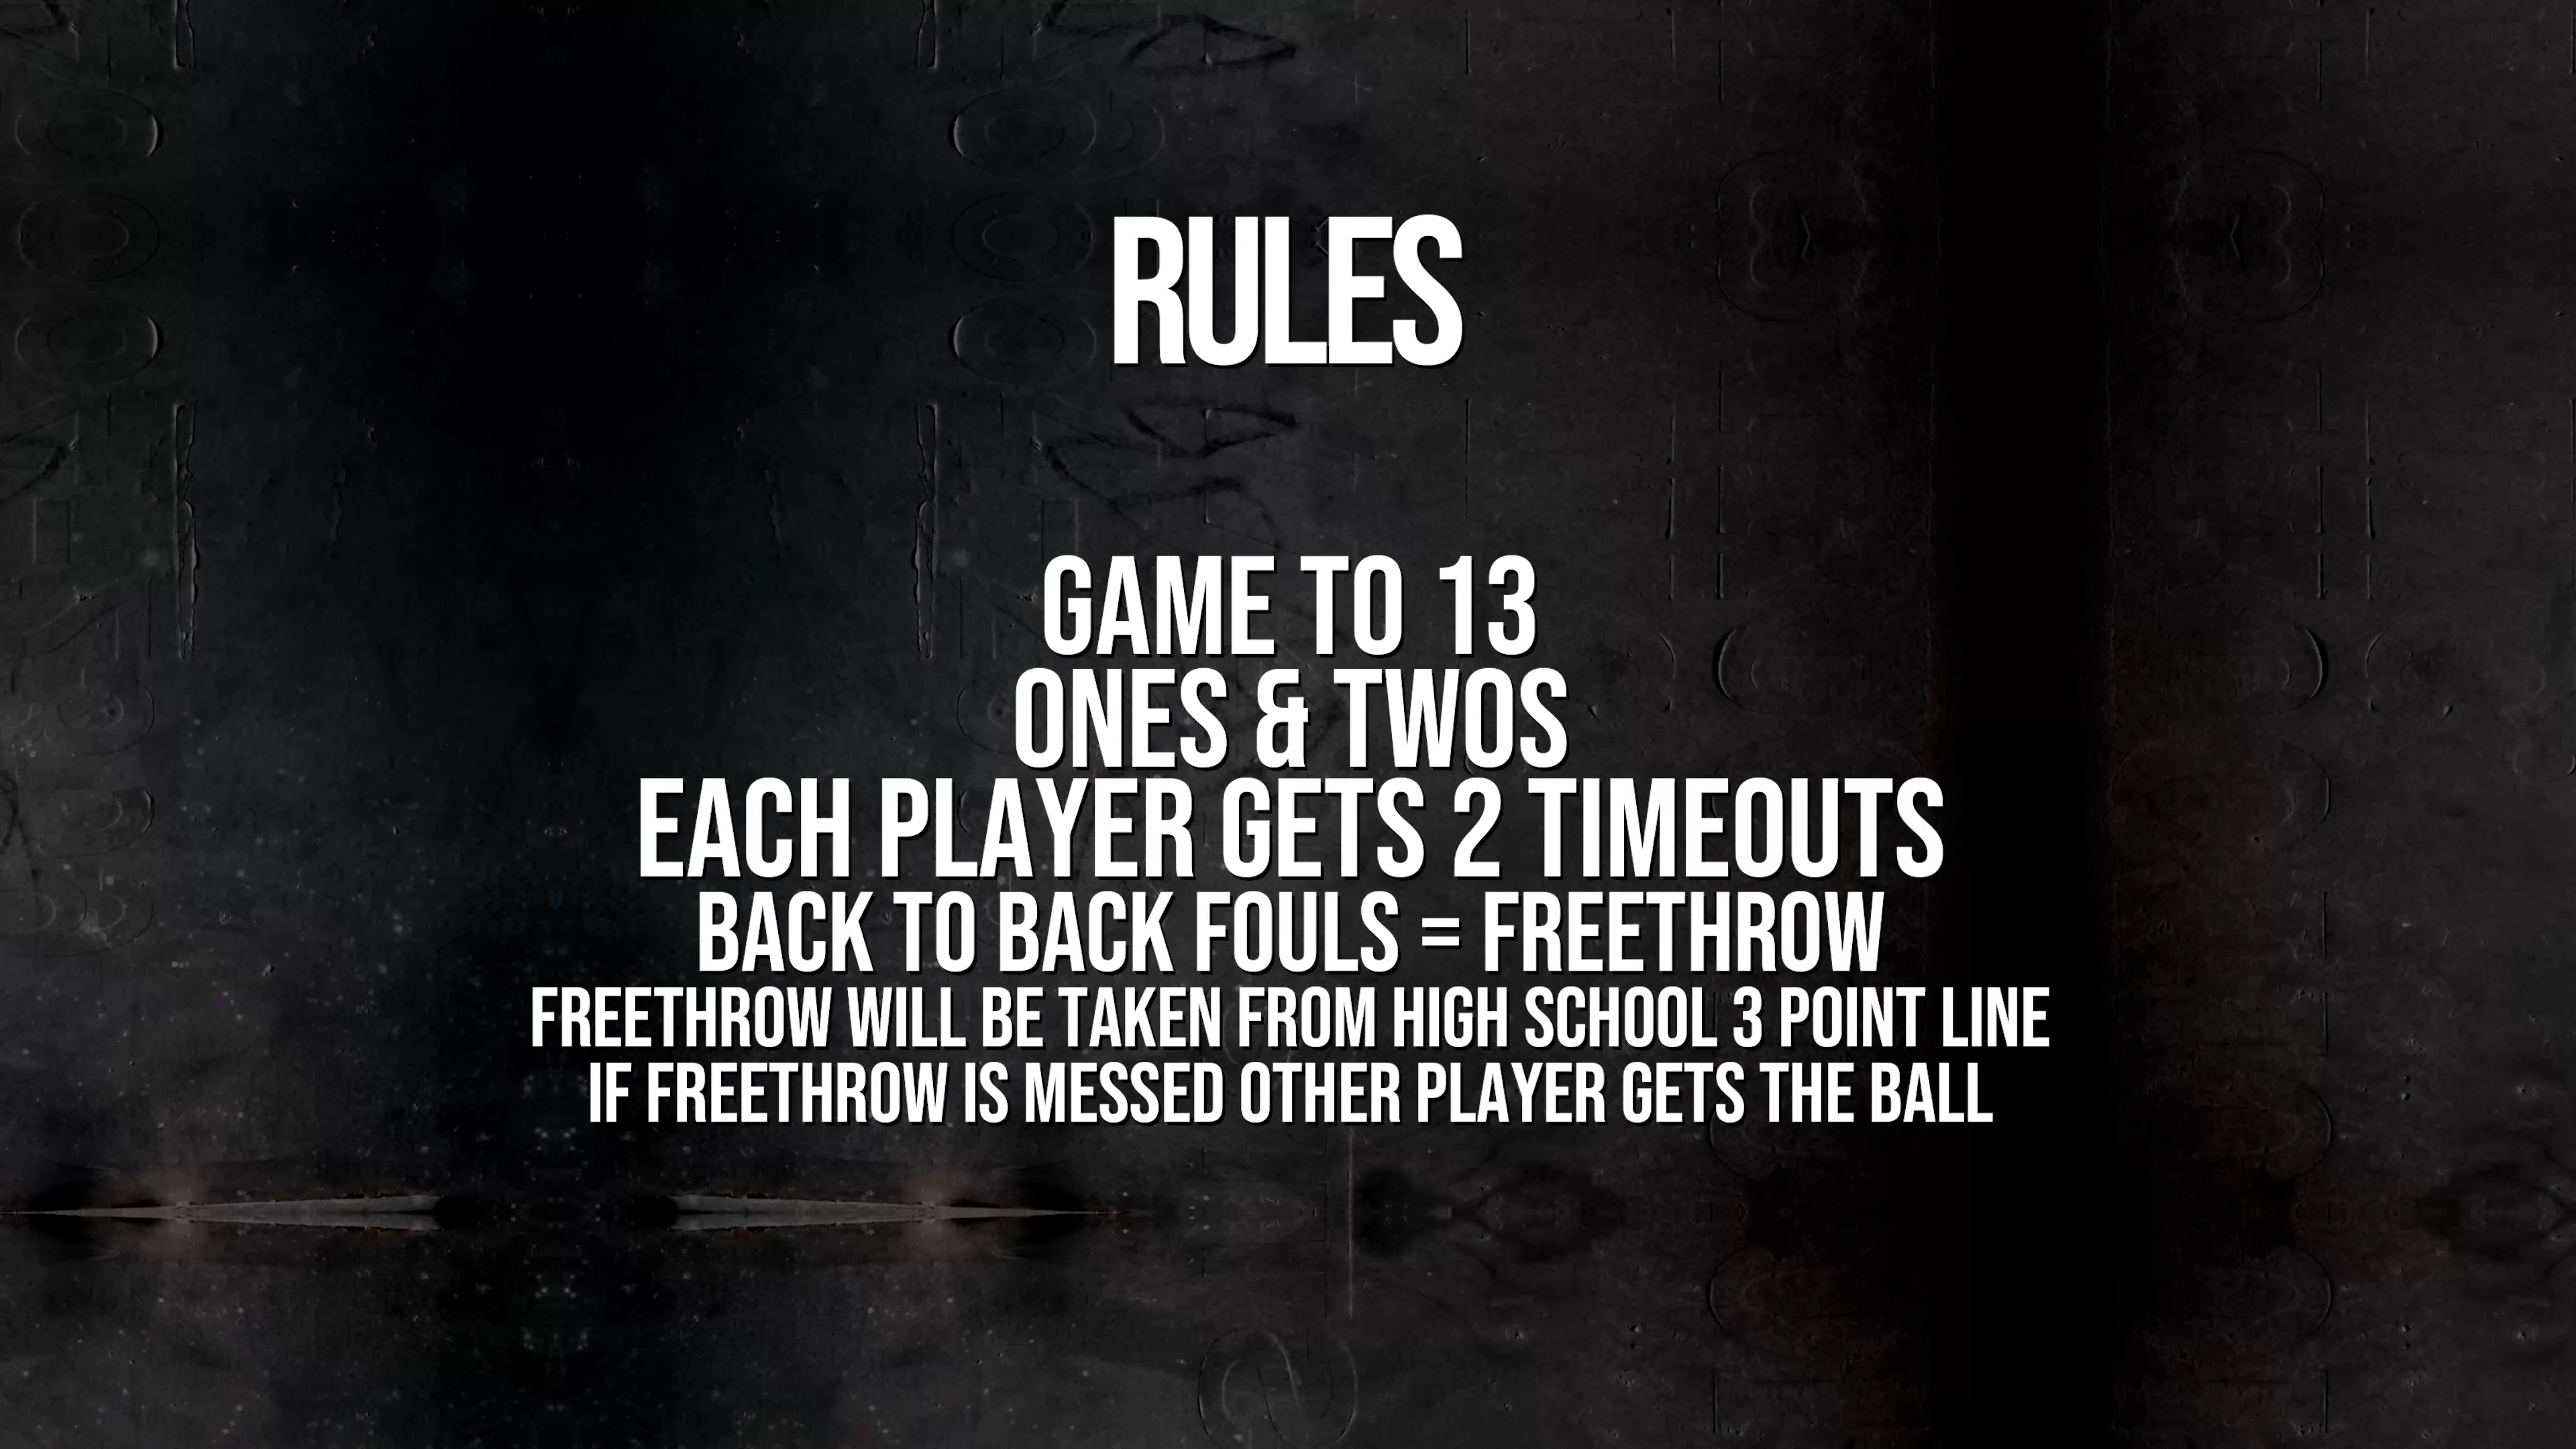 RULES
GAME TO 13
ONES & TWOS
EACH PLAYER GETS 2 TIMEOUTS
BACK TO BACK FOULS = FREETHROW
FREETHROW WILL BE TAKEN FROM HIGH SCHOOL 3 POINT LINE
IF FREETHROW IS MESSED OTHER PLAYER GETS THE BALL